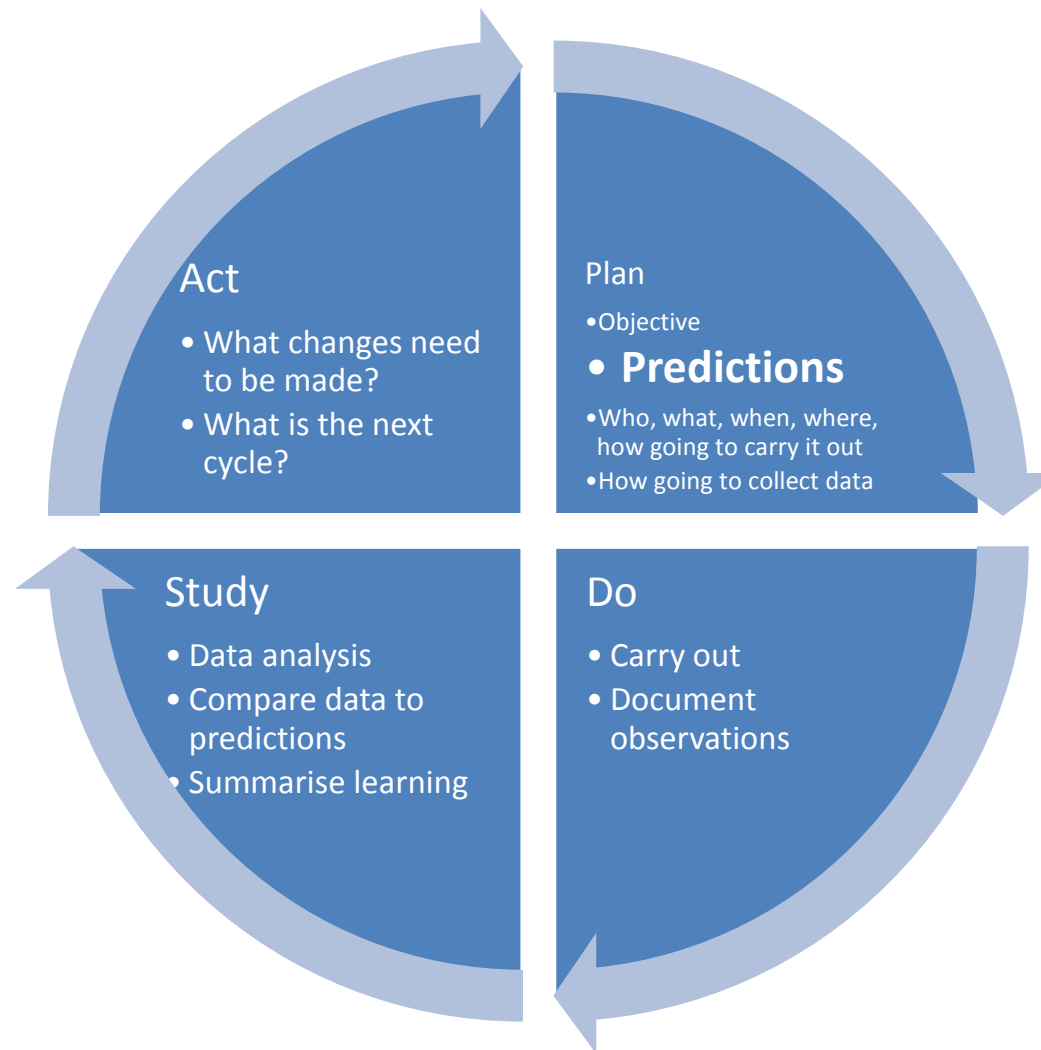 Act
• What changes need
to be made?
• What is the next
cycle?
Plan
•Objective
• Predictions
•Who, what, when, where,
how going to carry it out
•How going to collect data
Study
• Data analysis
• Compare data to
predictions
• Summarise learning
Do
• Carry out
• Document
observations